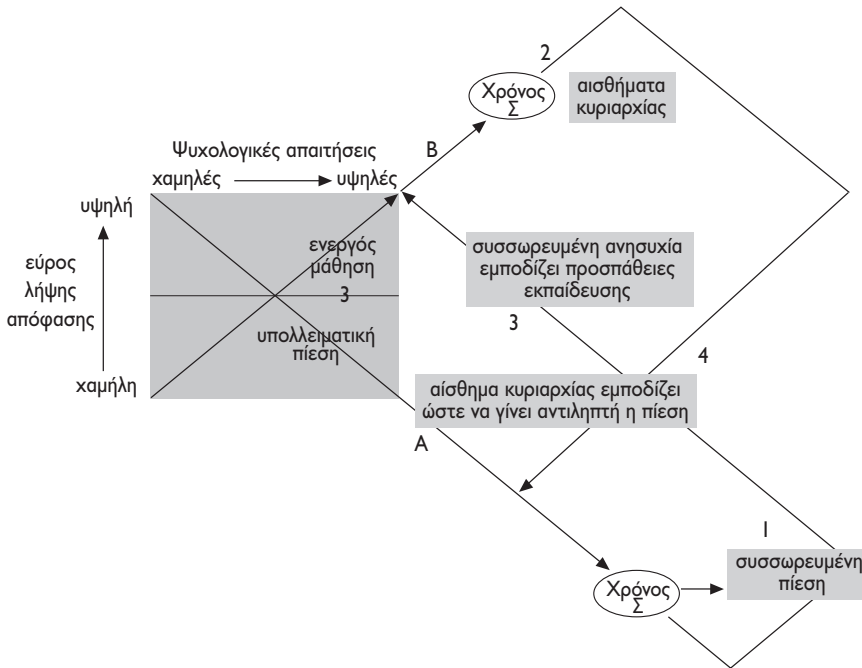 2
Χρόνος
Σ
αισθήματα
κυριαρχίας
Β
Ψυχολογικές απαιτήσεις
χαμηλές
υψηλές
υψηλή
εύρος
λήψης
απόφασης
χαμήλη
ενεργός
μάθηση
3
υπολλειματική
πίεση
συσσωρευμένη ανησυχία
εμποδίζει προσπάθειες
εκπαίδευσης
3
4
αίσθημα κυριαρχίας εμποδίζει
ώστε να γίνει αντιληπτή η πίεση
Α
1
συσσωρευμένη
πίεση
Χρόνος
Σ